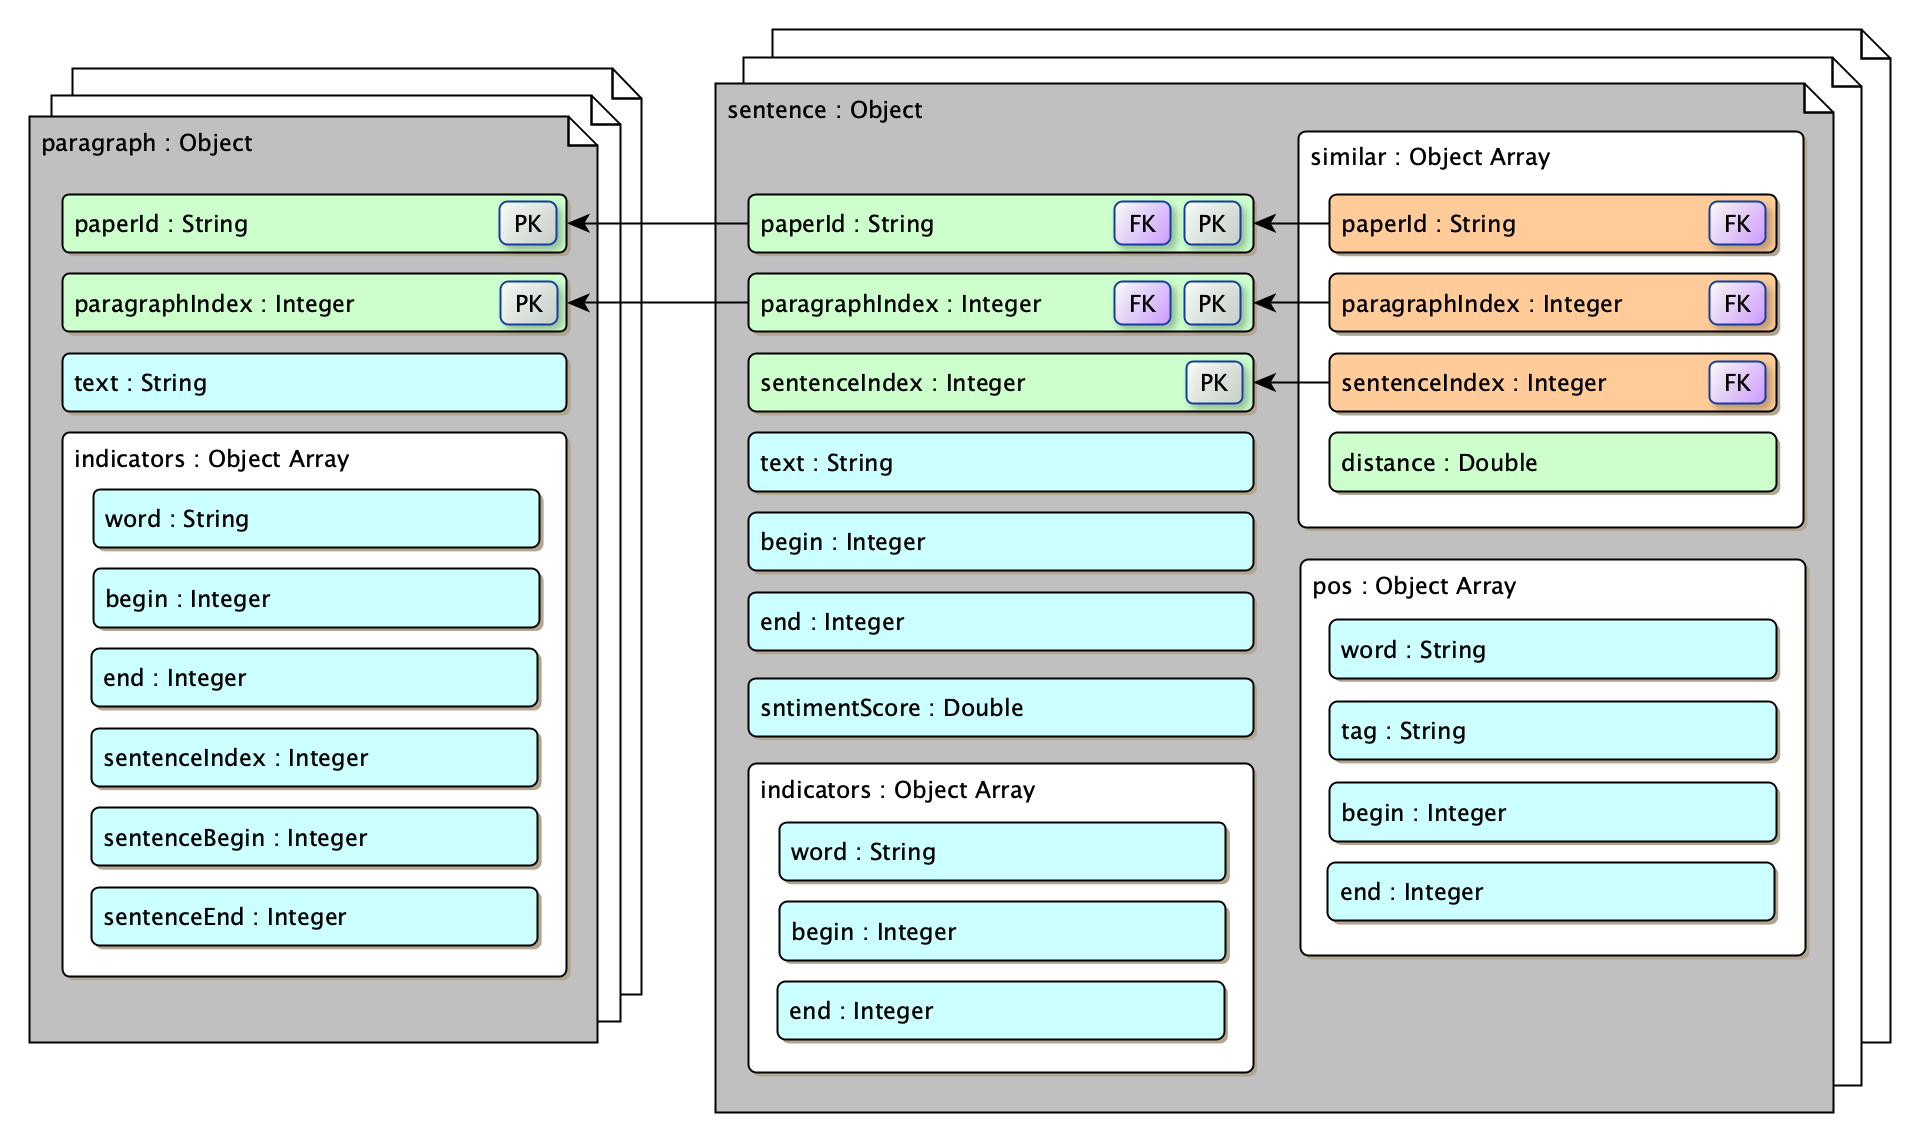 paragraph : Object
paperId : String PK
paragraphIndex : Integer PK
text : String
indicators : Object Array
word : String
begin : Integer
end : Integer
sentenceIndex : Integer
sentenceBegin : Integer
sentenceEnd : Integer
sentence : Object
paperId : String FK PK
paragraphIndex : Integer FK PK
sentenceIndex : Integer PK
text : String
begin : Integer
end : Integer
sntimentScore : Double
indicators : Object Array
word : String
begin : Integer
end : Integer
similar : Object Array
paperId : String FK
paragraphIndex : Integer FK
sentenceIndex : Integer FK
distance : Double
pos : Object Array
word : String
tag : String
begin : Integer
end : Integer